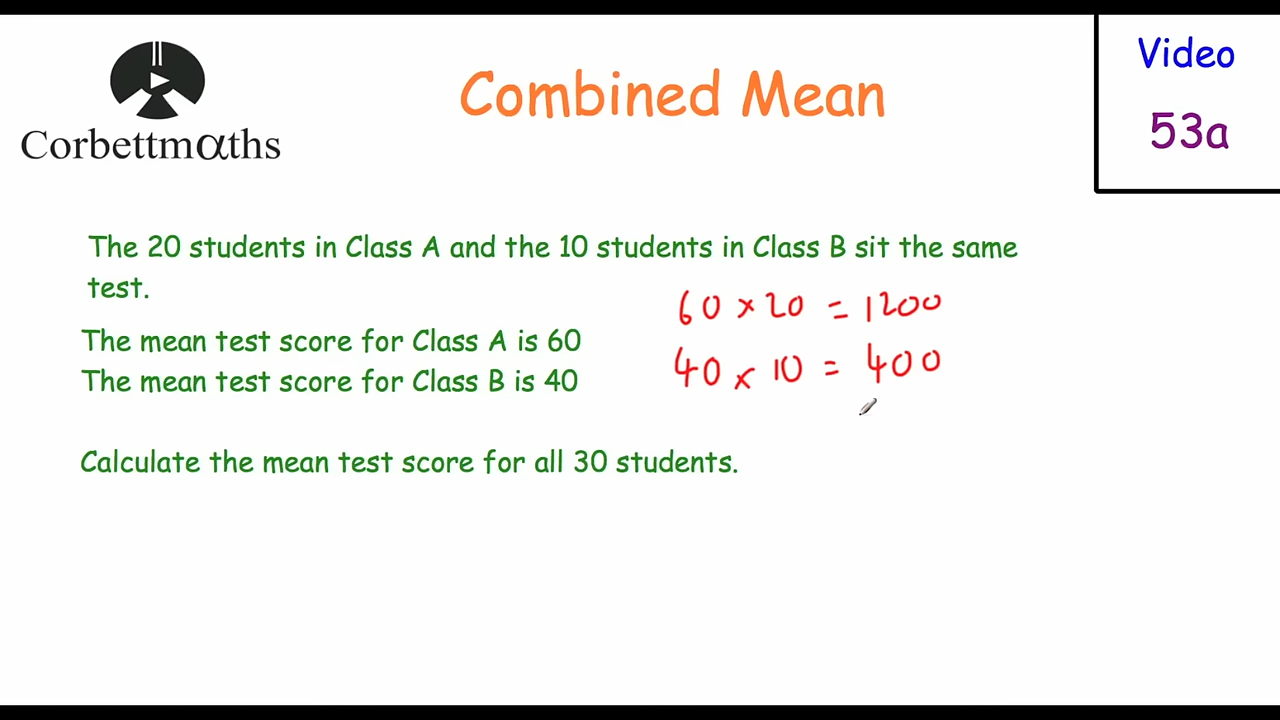 Corbettmαths
Combined Mean
Video
53a
The 20 students in Class A and the 10 students in Class B sit the same
test.
60 × 20 = 1200
The mean test score for Class A is 60
40 × 10 = 400
The mean test score for Class B is 40
Calculate the mean test score for all 30 students.